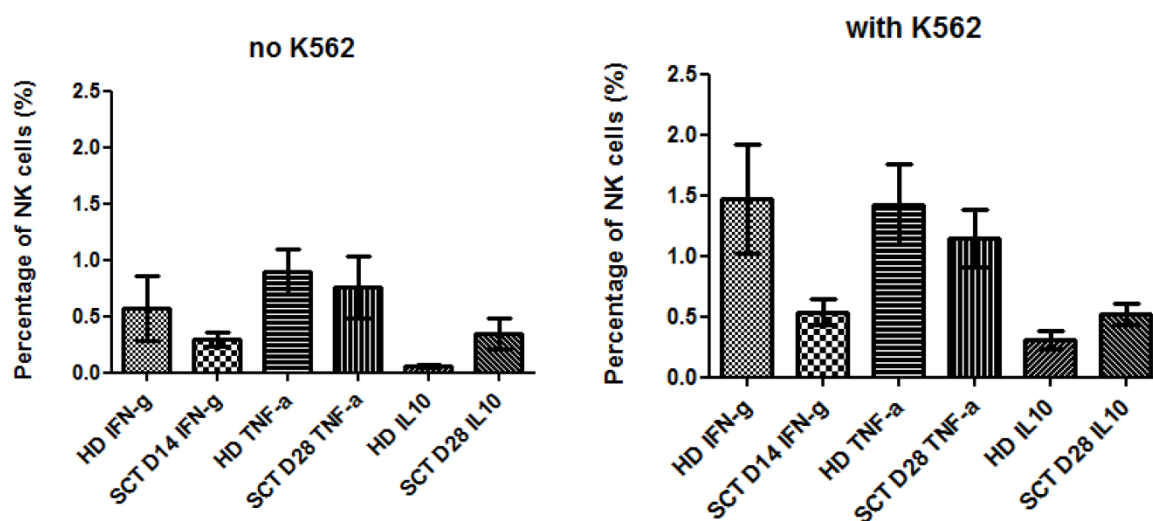 no K562
Percentage of NK cells (%)
2.5
2.0
1.5
1.0
0.5
0.0
HD IFN-g
SCT D14 IFN-g
HD TNF-a
SCT D28 TNF-a
HD IL10
SCT D28 IL10
with K562
Percentage of NK cells (%)
2.5
2.0
1.5
1.0
0.5
0.0
HD IFN-g
SCT D14 IFN-g
HD TNF-a
SCT D28 TNF-a
HD IL10
SCT D28 IL10